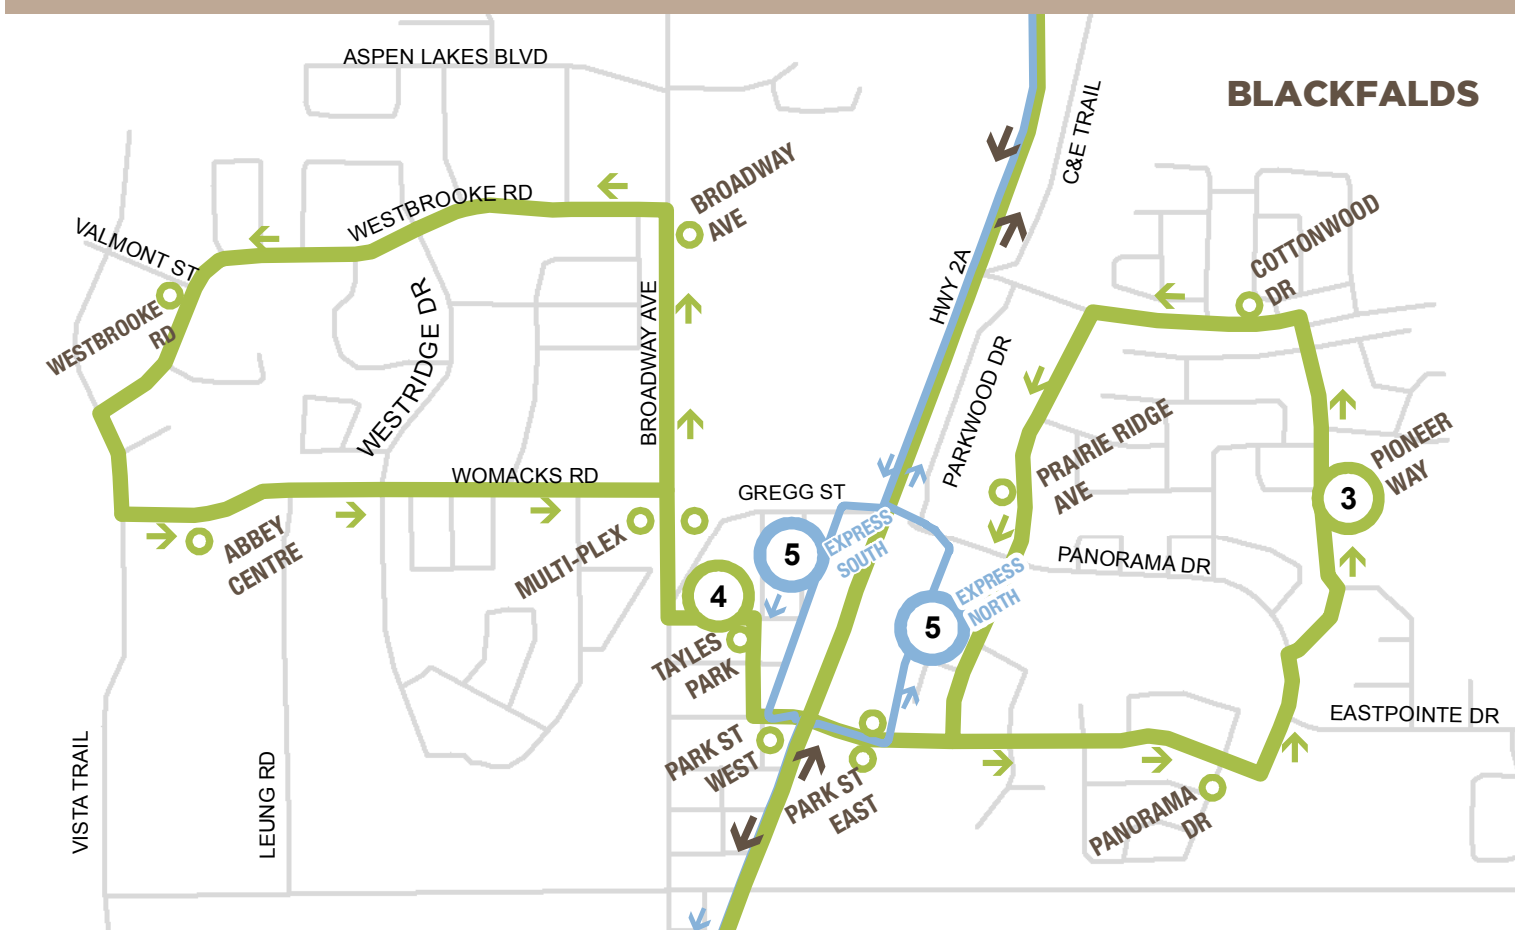 ASPEN LAKES BLVD
BLACKFALDS
C&E TRAIL
BROADWAY
AVE
WESTBROOKE RD
VALMONT ST
COTTONWOOD
DR
HWY 2A
WESTBROOKE
RD
WESTRIDGE DR
BROADWAY AVE
PARKWOOD DR
PRAIRIE RIDGE
AVE
PIONEER
WAY
3
WOMACKS RD
GREGG ST
ABBEY
CENTRE
MULTI-PLEX
5
EXPRESS
SOUTH
PANORAMA DR
4
EXPRESS
NORTH
5
TAYLES
PARK
EASTPOINTE DR
PARK ST
WEST
PARK ST
EAST
PANORAMA
DR
VISTA TRAIL
LEUNG RD